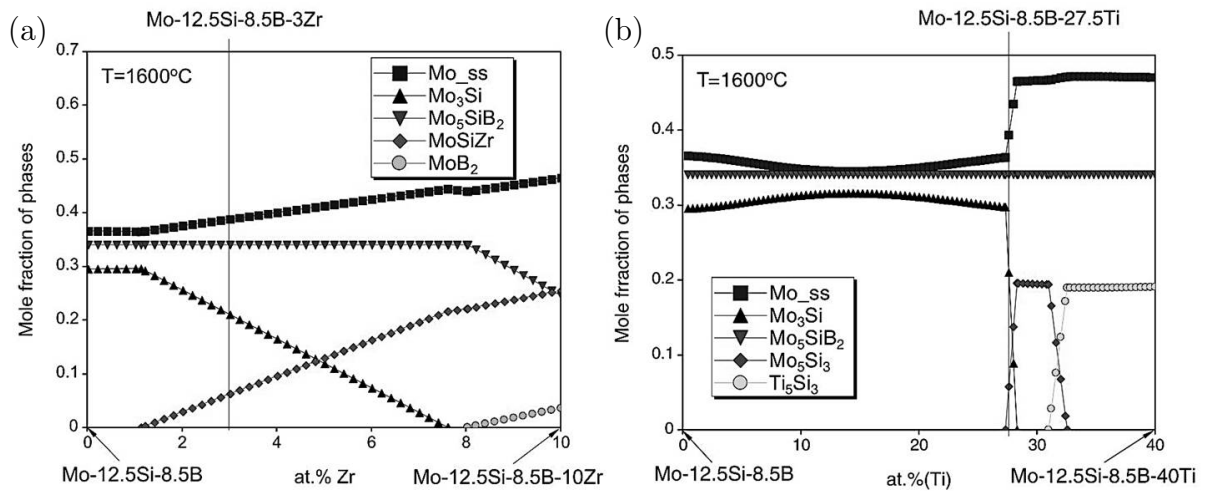 Mo-12.5Si-8.5B-3Zr
(a)
T=1600ºC
Mo_ss
Mo₃Si
Mo₅SiB₂
MoSiZr
MoB₂
Mole fraction of phases
0.7
0.6
0.5
0.4
0.3
0.2
0.1
0
0 2 4 6 8 10
Mo-12.5Si-8.5B
at.% Zr
Mo-12.5Si-8.5B-10Zr
Mo-12.5Si-8.5B-27.5Ti
(b)
T=1600ºC
Mo_ss
Mo₃Si
Mo₅SiB₂
Mo₅Si₃
Ti₅Si₃
Mole fraction of phases
0.5
0.4
0.3
0.2
0.1
0
0 10 20 30 40
Mo-12.5Si-8.5B
at.%(Ti)
Mo-12.5Si-8.5B-40Ti